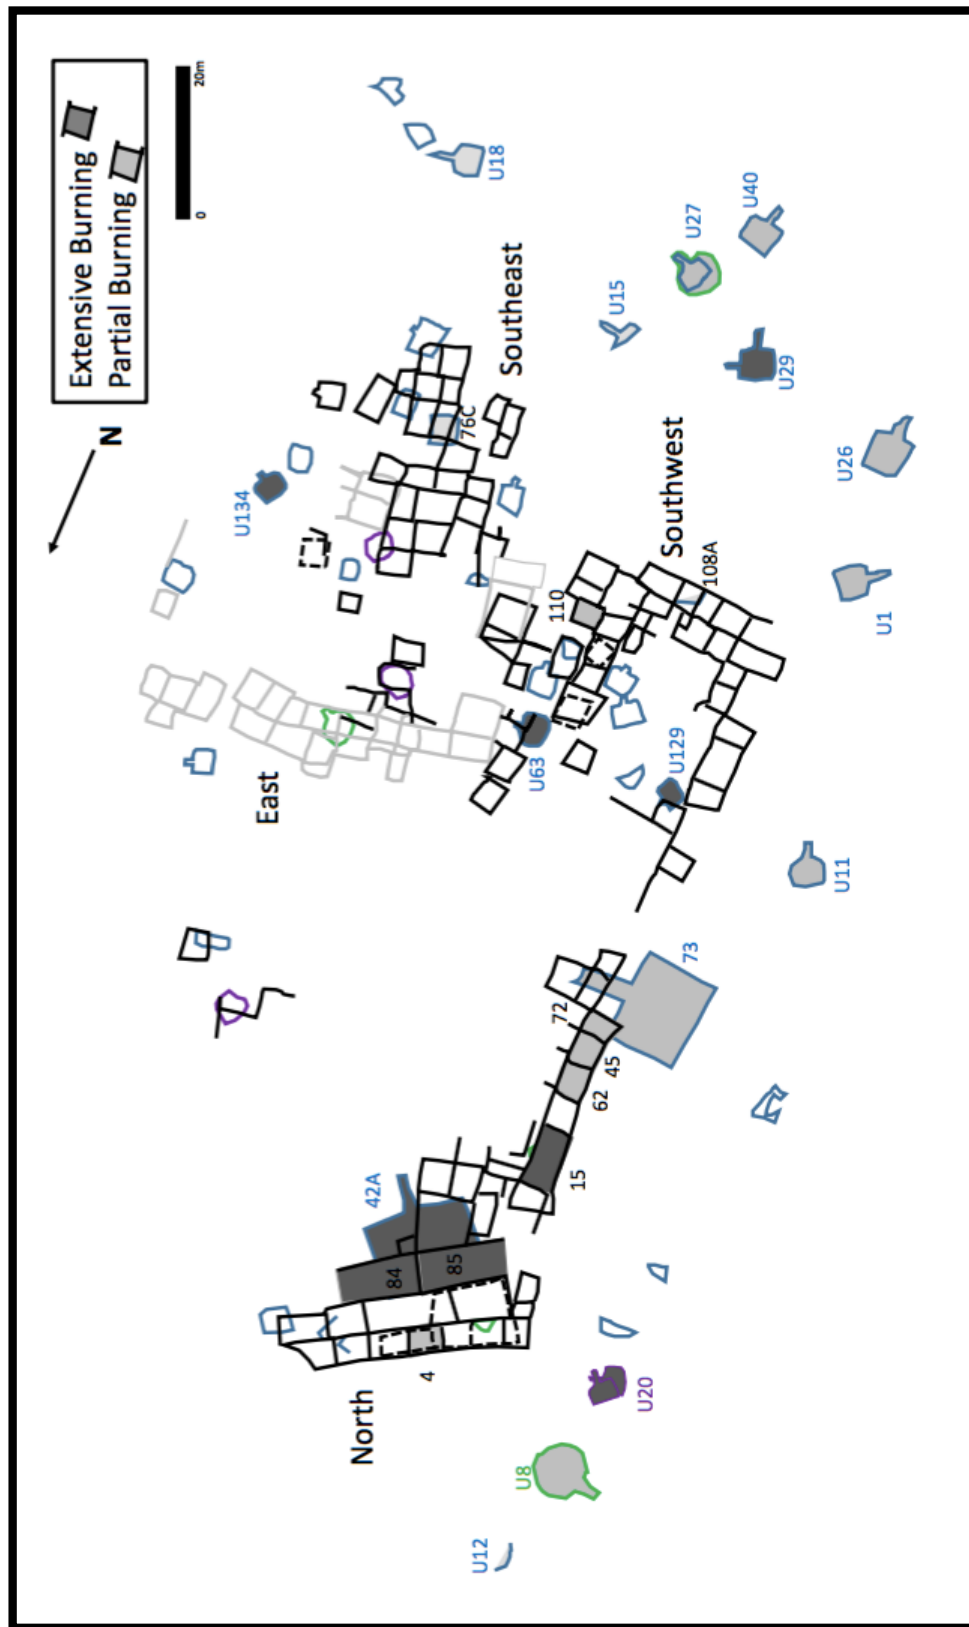 Extensive Burning
Partial Burning
20m
0
N
U18
U40
U27
U15
Southeast
U29
76C
U134
U26
Southwest
108A
110
U1
U63
U129
East
U11
73
72
45
62
15
42A
84
85
4
North
U20
U8
U12